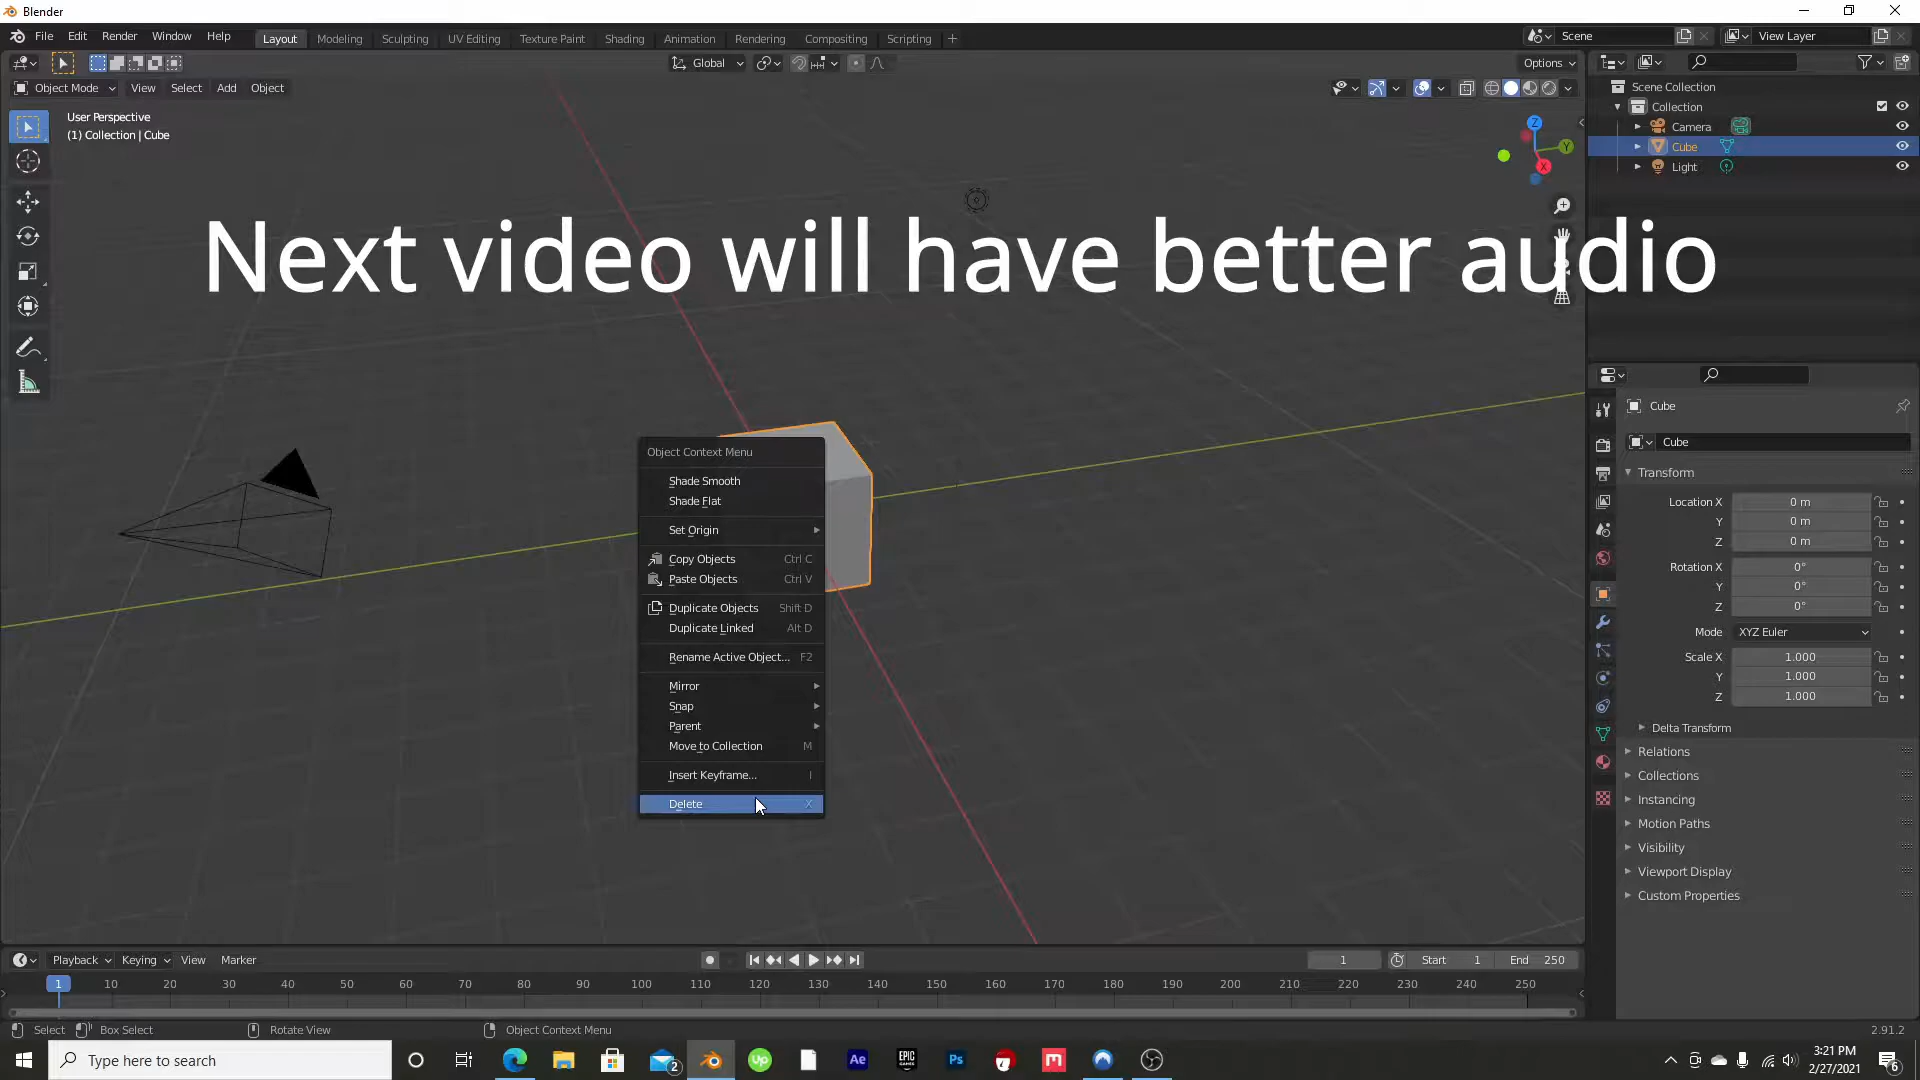 Blender
File Edit Render Window Help
Layout Modeling Sculpting UV Editing Texture Paint Shading Animation Rendering Compositing Scripting +
Scene
View Layer
Global
Options
Object Mode View Select Add Object
User Perspective
(1) Collection | Cube
Z
Y
X
Scene Collection
Collection
Camera
Cube
Light
Next video will have better audio
Object Context Menu
Shade Smooth
Shade Flat
Set Origin
Copy Objects Ctrl C
Paste Objects Ctrl V
Duplicate Objects Shift D
Duplicate Linked Alt D
Rename Active Object... F2
Mirror
Snap
Parent
Move to Collection M
Insert Keyframe... I
Delete X
Cube
Cube
Transform
Location X 0 m
Y 0 m
Z 0 m
Rotation X 0°
Y 0°
Z 0°
Mode XYZ Euler
Scale X 1.000
Y 1.000
Z 1.000
Delta Transform
Relations
Collections
Instancing
Motion Paths
Visibility
Viewport Display
Custom Properties
Playback Keying View Marker
1 Start 1 End 250
1 10 20 30 40 50 60 70 80 90 100 110 120 130 140 150 160 170 180 190 200 210 220 230 240 250
Select Box Select Rotate View Object Context Menu 2.91.2
Type here to search
2
Up
Ae
EPIC GAMES
Ps
M
3:21 PM
2/27/2021
6